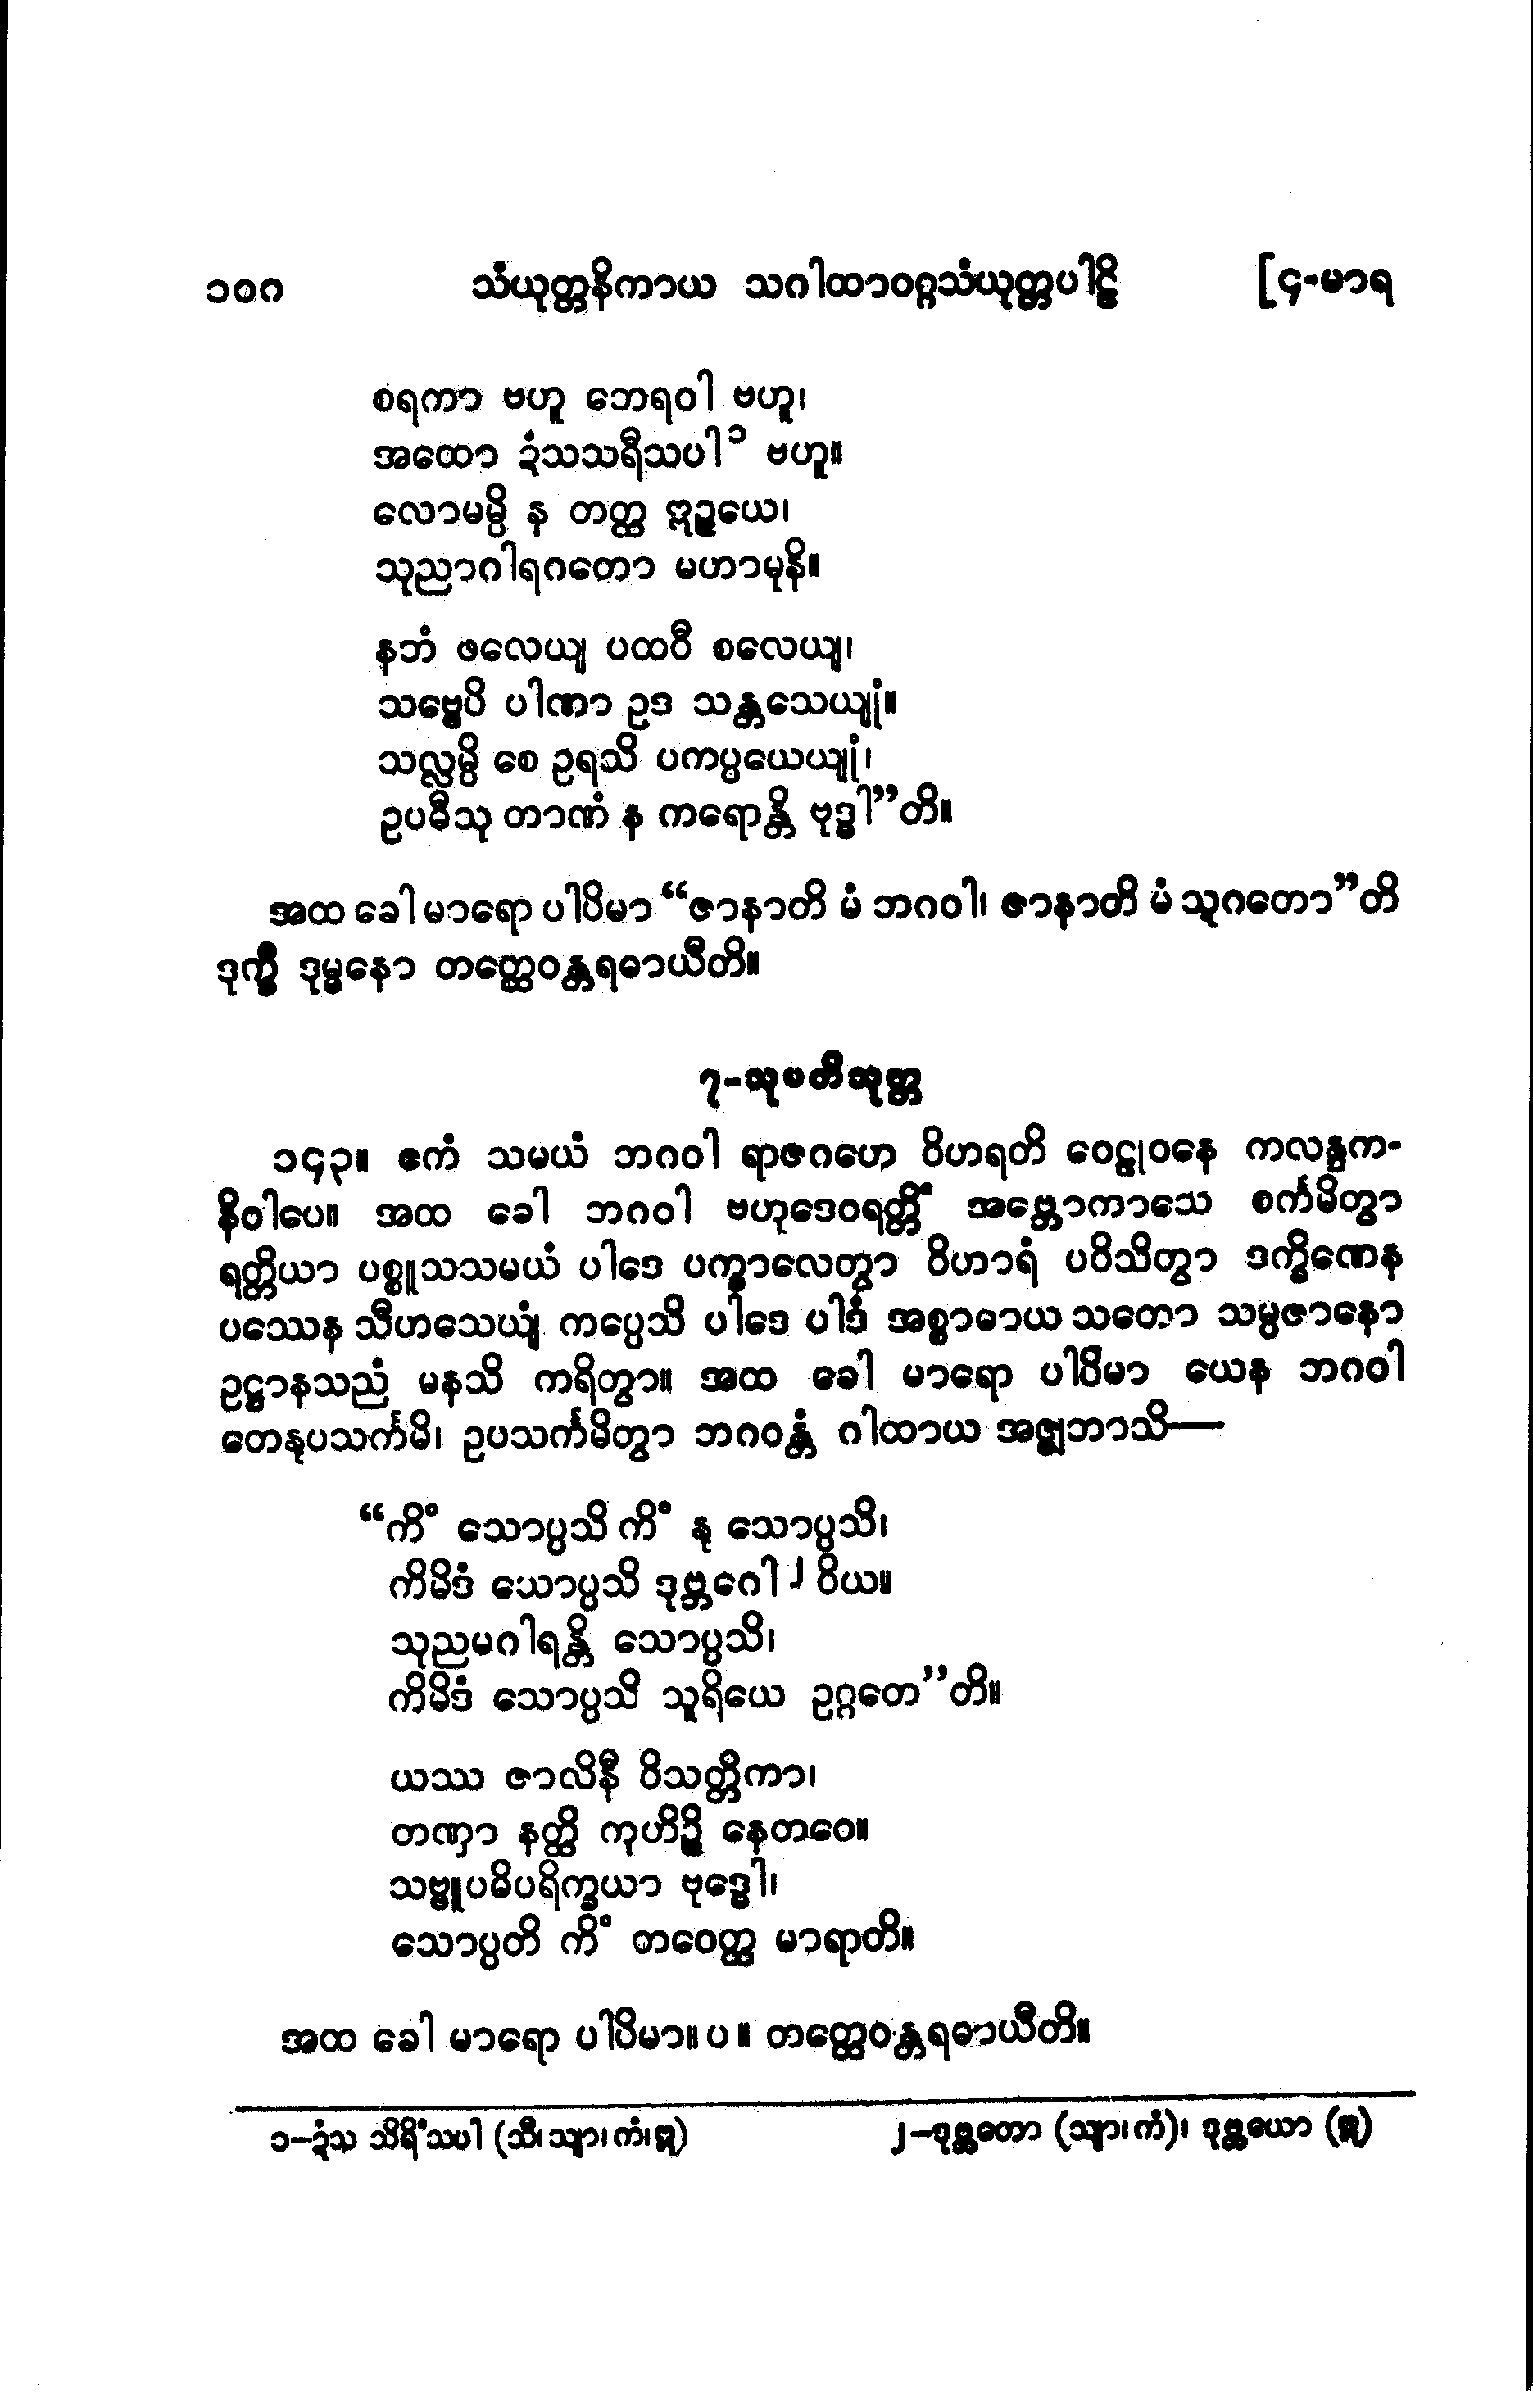 ၁၀ဂ သံယုတ္တနိကာယ သဂါထာဝဂ္ဂသံယုတ္တပါဠိ [၄-မာရ
စရကာ ဗဟူ ဘေရဝါ ဗဟူ၊
အထော ဍံသသရီသပါ၁ ဗဟူ။
လောမမ္ပိ န တတ္ထ ဣဉ္ဇယေ၊
သုညာဂါရဂတော မဟာမုနိ။
နဘံ ဖလေယျ ပထဝီ စလေယျ၊
သဗ္ဗေပိ ပါဏာ ဥဒ သန္တသေယျုံ။
သလ္လမ္ပိ စေ ဥရသိ ပကပ္ပယေယျုံ၊
ဥပဓီသု တာဏံ န ကရောန္တိ ဗုဒ္ဓါ”တိ။
အထ ခေါ မာရော ပါပိမာ “ဇာနာတိ မံ ဘဂဝါ၊ ဇာနာတိ မံ သုဂတော”တိ
ဒုက္ခီ ဒုမ္မနော တတ္ထေဝန္တရဓာယီတိ။
၇-သုပတိသုတ္တ
၁၄၃။ ဧကံ သမယံ ဘဂဝါ ရာဇဂဟေ ဝိဟရတိ ဝေဠုဝနေ ကလန္ဒက-
နိဝါပေ။ အထ ခေါ ဘဂဝါ ဗဟုဒေဝရတ္တိံ အဗ္ဘောကာသေ စင်္ကမိတွာ
ရတ္တိယာ ပစ္စူသသမယံ ပါဒေ ပက္ခာလေတွာ ဝိဟာရံ ပဝိသိတွာ ဒက္ခိဏေန
ပဿေန သီဟသေယျံ ကပ္ပေသိ ပါဒေ ပါဒံ အစ္စာဓာယ သတော သမ္ပဇာနော
ဥဋ္ဌာနသညံ မနသိ ကရိတွာ။ အထ ခေါ မာရော ပါပိမာ ယေန ဘဂဝါ
တေနုပသင်္ကမိ၊ ဥပသင်္ကမိတွာ ဘဂဝန္တံ ဂါထာယ အဇ္ဈဘာသိ—
“ကိံ သောပ္ပသိ ကိံ နု သောပ္ပသိ၊
ကိမိဒံ သောပ္ပသိ ဒုဗ္ဘဂေါ၂ ဝိယ။
သုညမဂါရန္တိ သောပ္ပသိ၊
ကိမိဒံ သောပ္ပသိ သူရိယေ ဥဂ္ဂတေ”တိ။
ယဿ ဇာလိနီ ဝိသတ္တိကာ၊
တဏှာ နတ္ထိ ကုဟိဉ္စိ နေတဝေ။
သဗ္ဗူပဓိပရိက္ခယာ ဗုဒ္ဓေါ၊
သောပ္ပတိ ကိံ တဝေတ္ထ မာရာတိ။
အထ ခေါ မာရော ပါပိမာ။ ပ ။ တတ္ထေဝန္တရဓာယီတိ။
၁–ဍံသ သိရိံသပါ (သီ၊ သျာ၊ ကံ၊ ဣ) ၂–ဒုဗ္ဘတော (သျာ၊ ကံ)၊ ဒုဗ္ဘယော (ဣ)